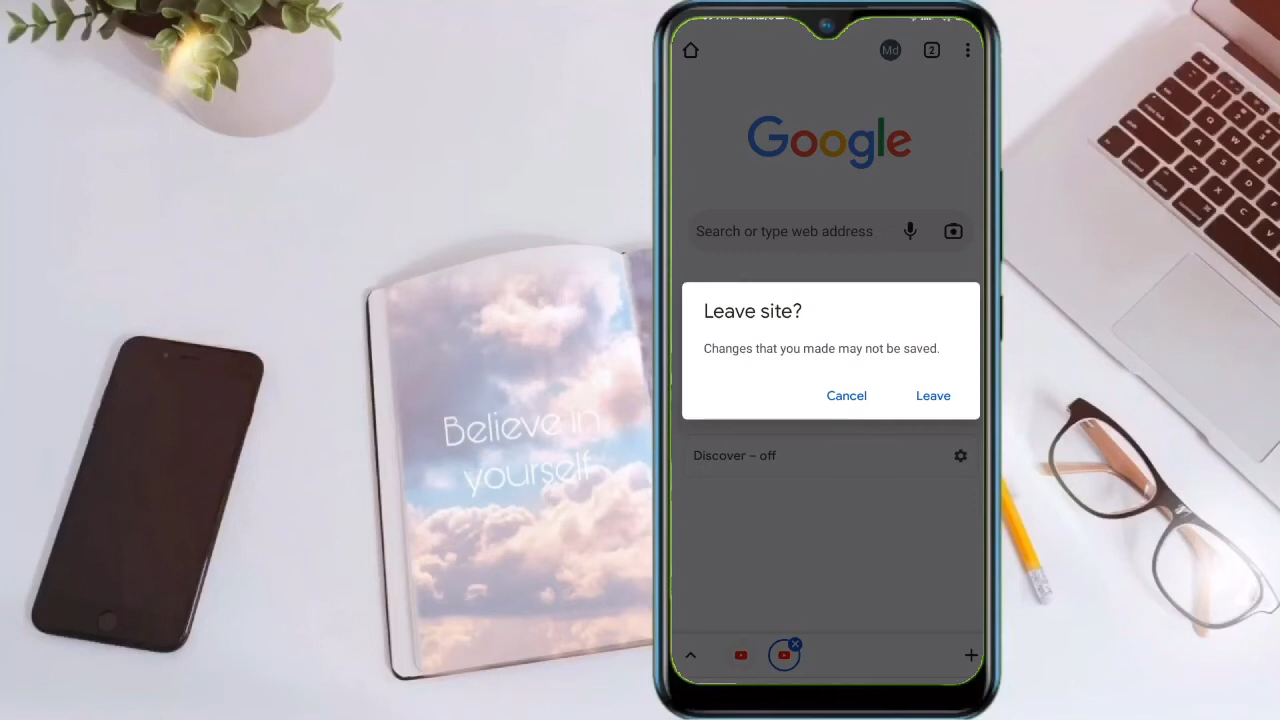 Md
2
Google
Search or type web address
Leave site?
Changes that you made may not be saved.
Cancel
Leave
Discover – off
Believe in
yourself